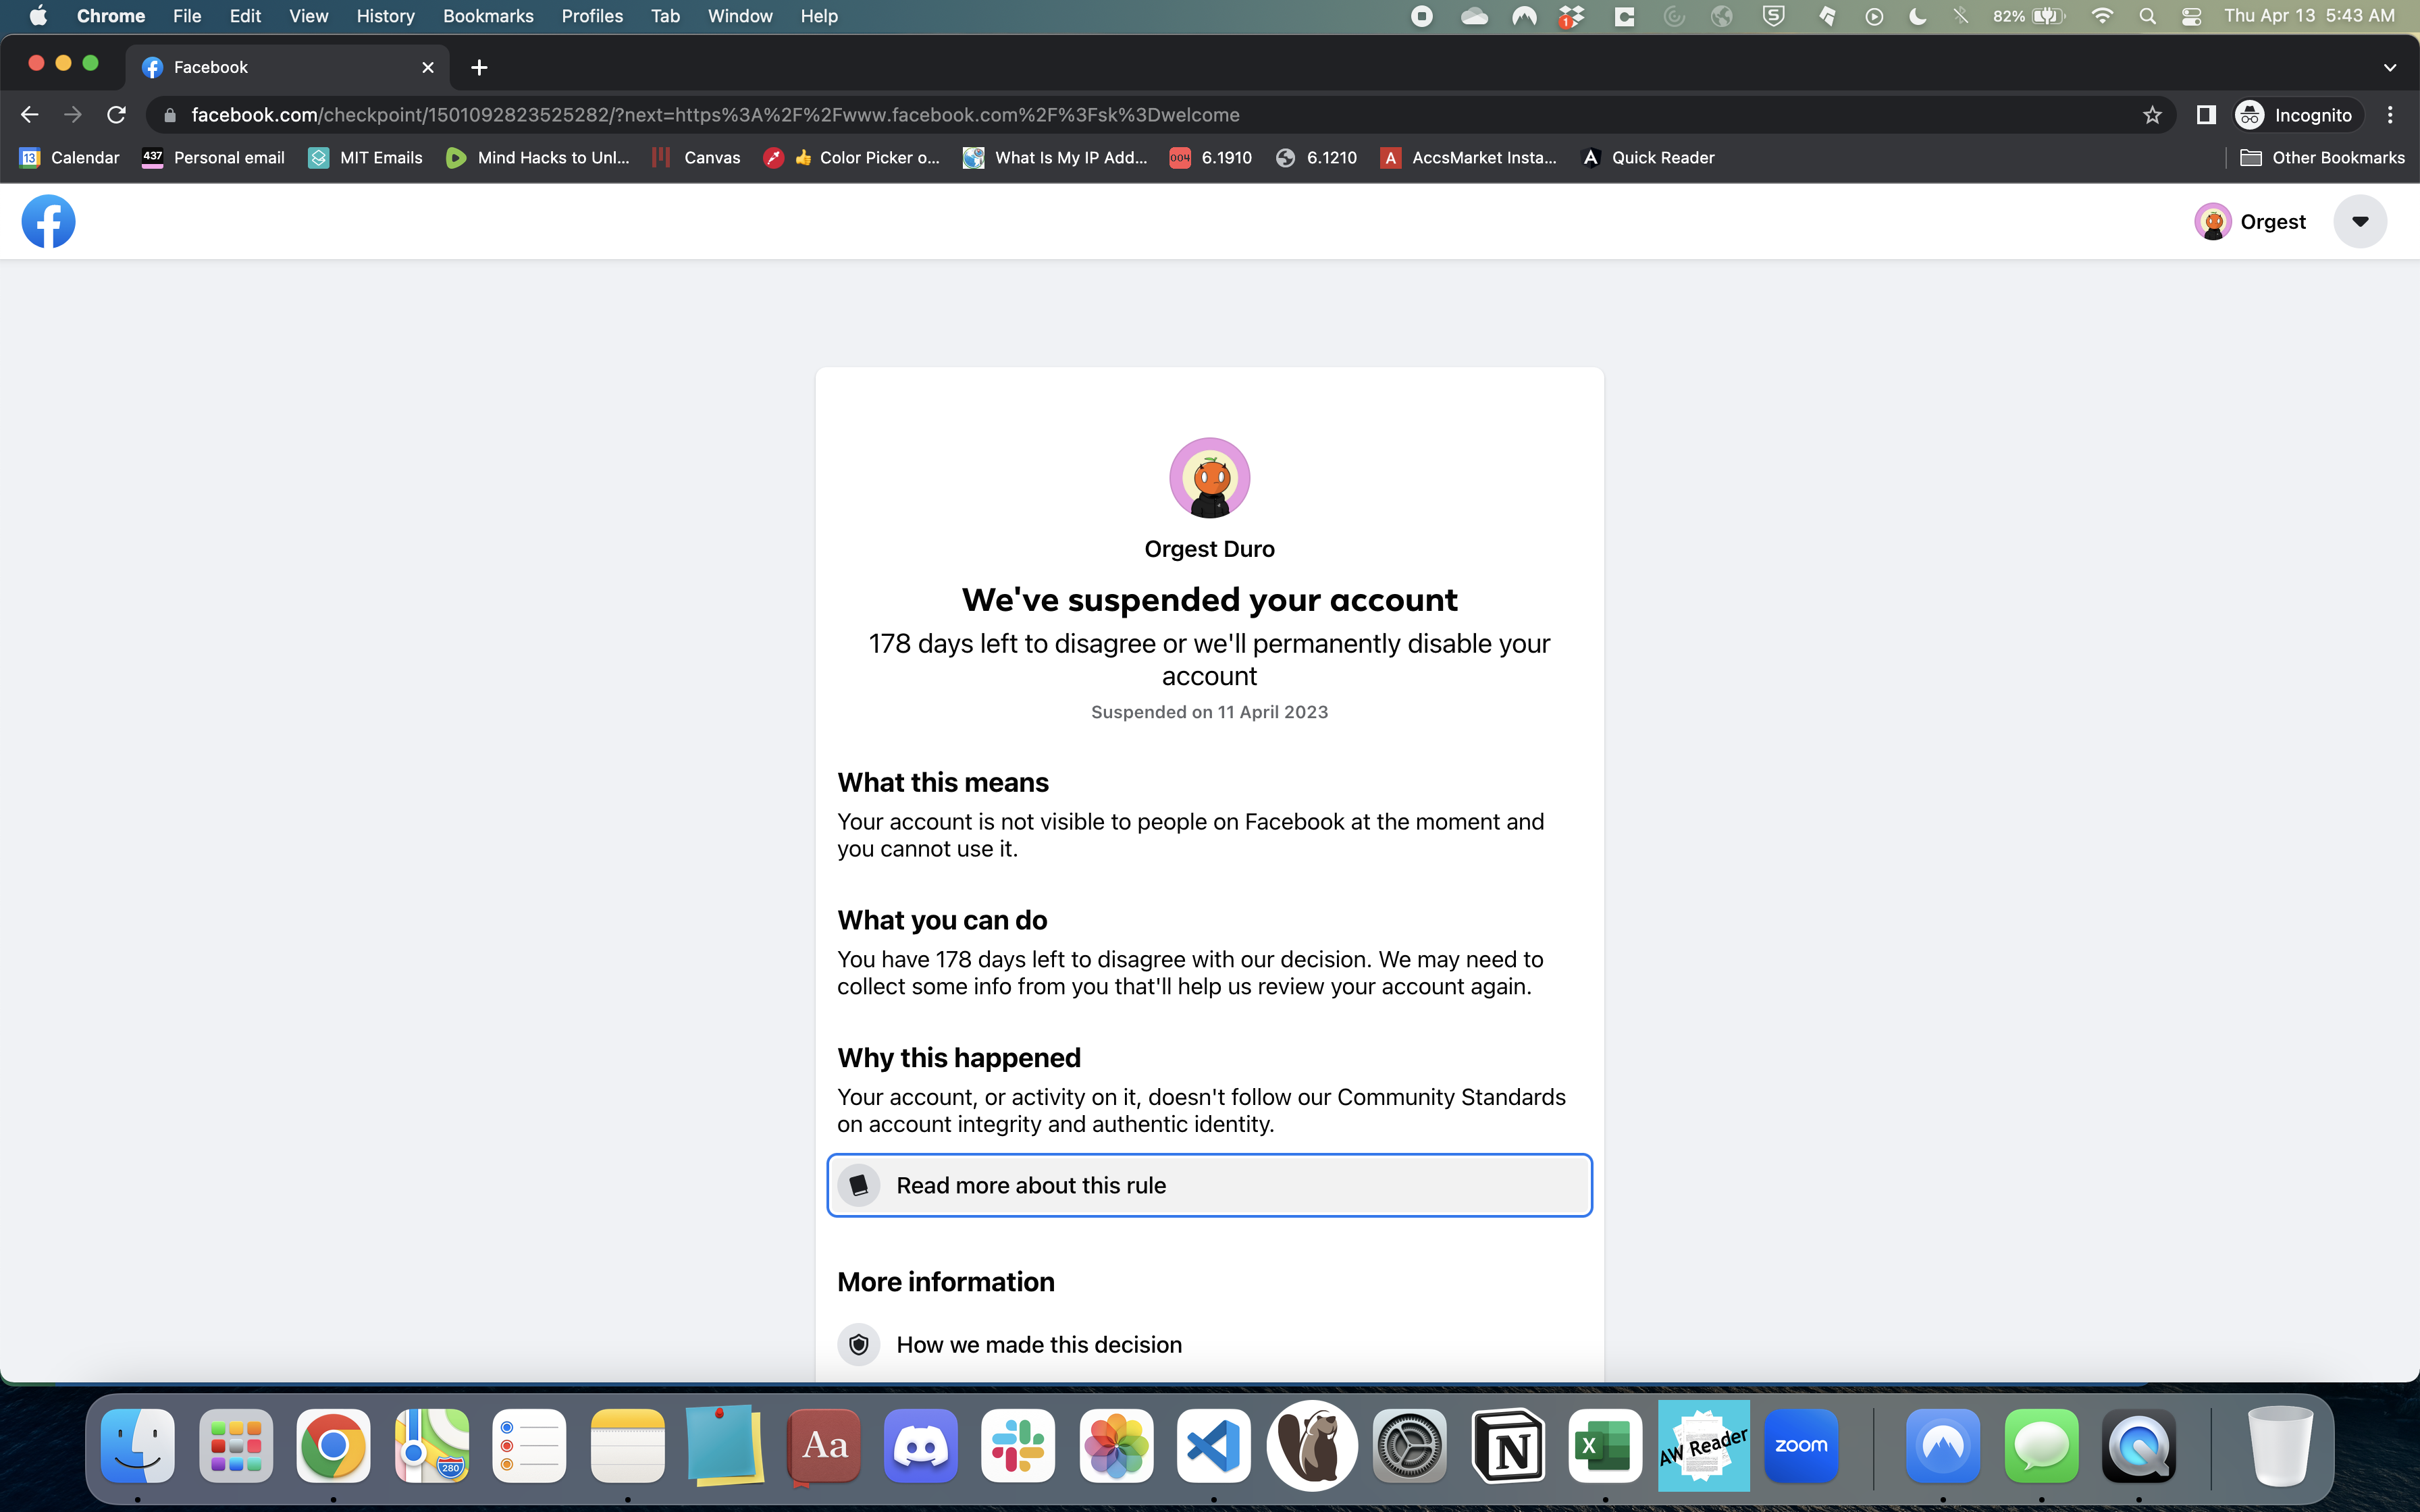 Chrome File Edit View History Bookmarks Profiles Tab Window Help 1 82% Thu Apr 13 5:43 AM
Facebook
facebook.com/checkpoint/1501092823525282/?next=https%3A%2F%2Fwww.facebook.com%2F%3Fsk%3Dwelcome Incognito
13 Calendar 437 Personal email MIT Emails Mind Hacks to Unl... Canvas 👍 Color Picker o... What Is My IP Add... 004 6.1910 6.1210 A AccsMarket Insta... A Quick Reader Other Bookmarks
Orgest
Orgest Duro
We've suspended your account
178 days left to disagree or we'll permanently disable your
account
Suspended on 11 April 2023
What this means
Your account is not visible to people on Facebook at the moment and
you cannot use it.
What you can do
You have 178 days left to disagree with our decision. We may need to
collect some info from you that'll help us review your account again.
Why this happened
Your account, or activity on it, doesn't follow our Community Standards
on account integrity and authentic identity.
Read more about this rule
More information
How we made this decision
280 Aa N X AW Reader zoom